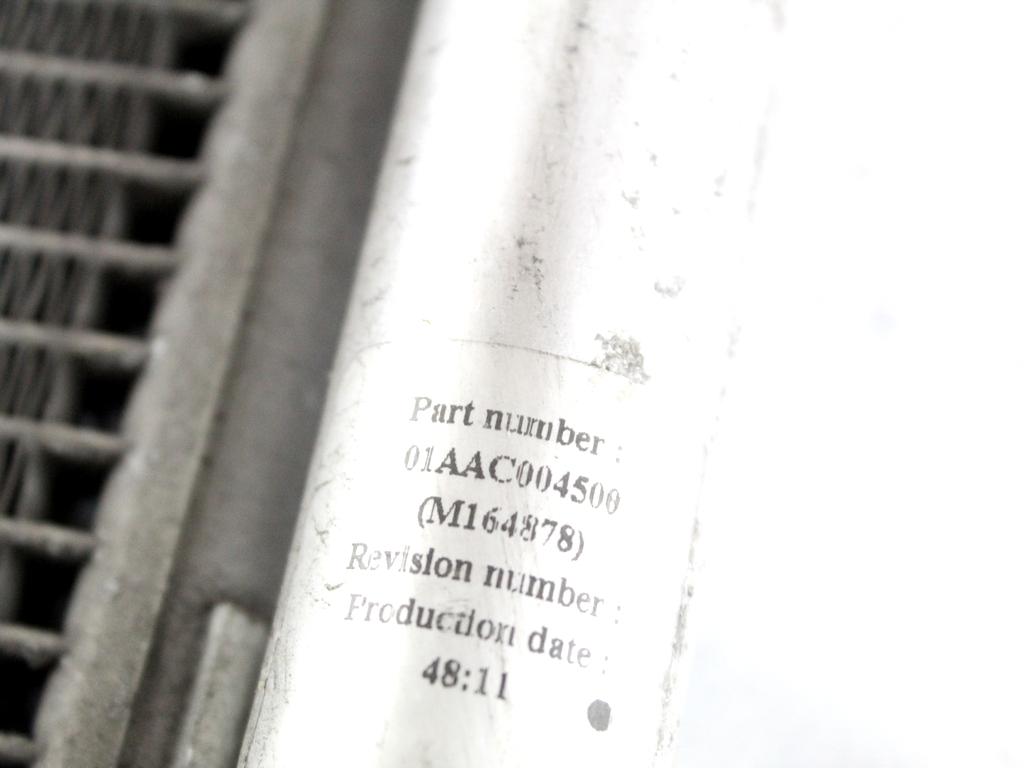 Part number :
01AAC004500
(M164878)
Revision number :
Production date :
48:11